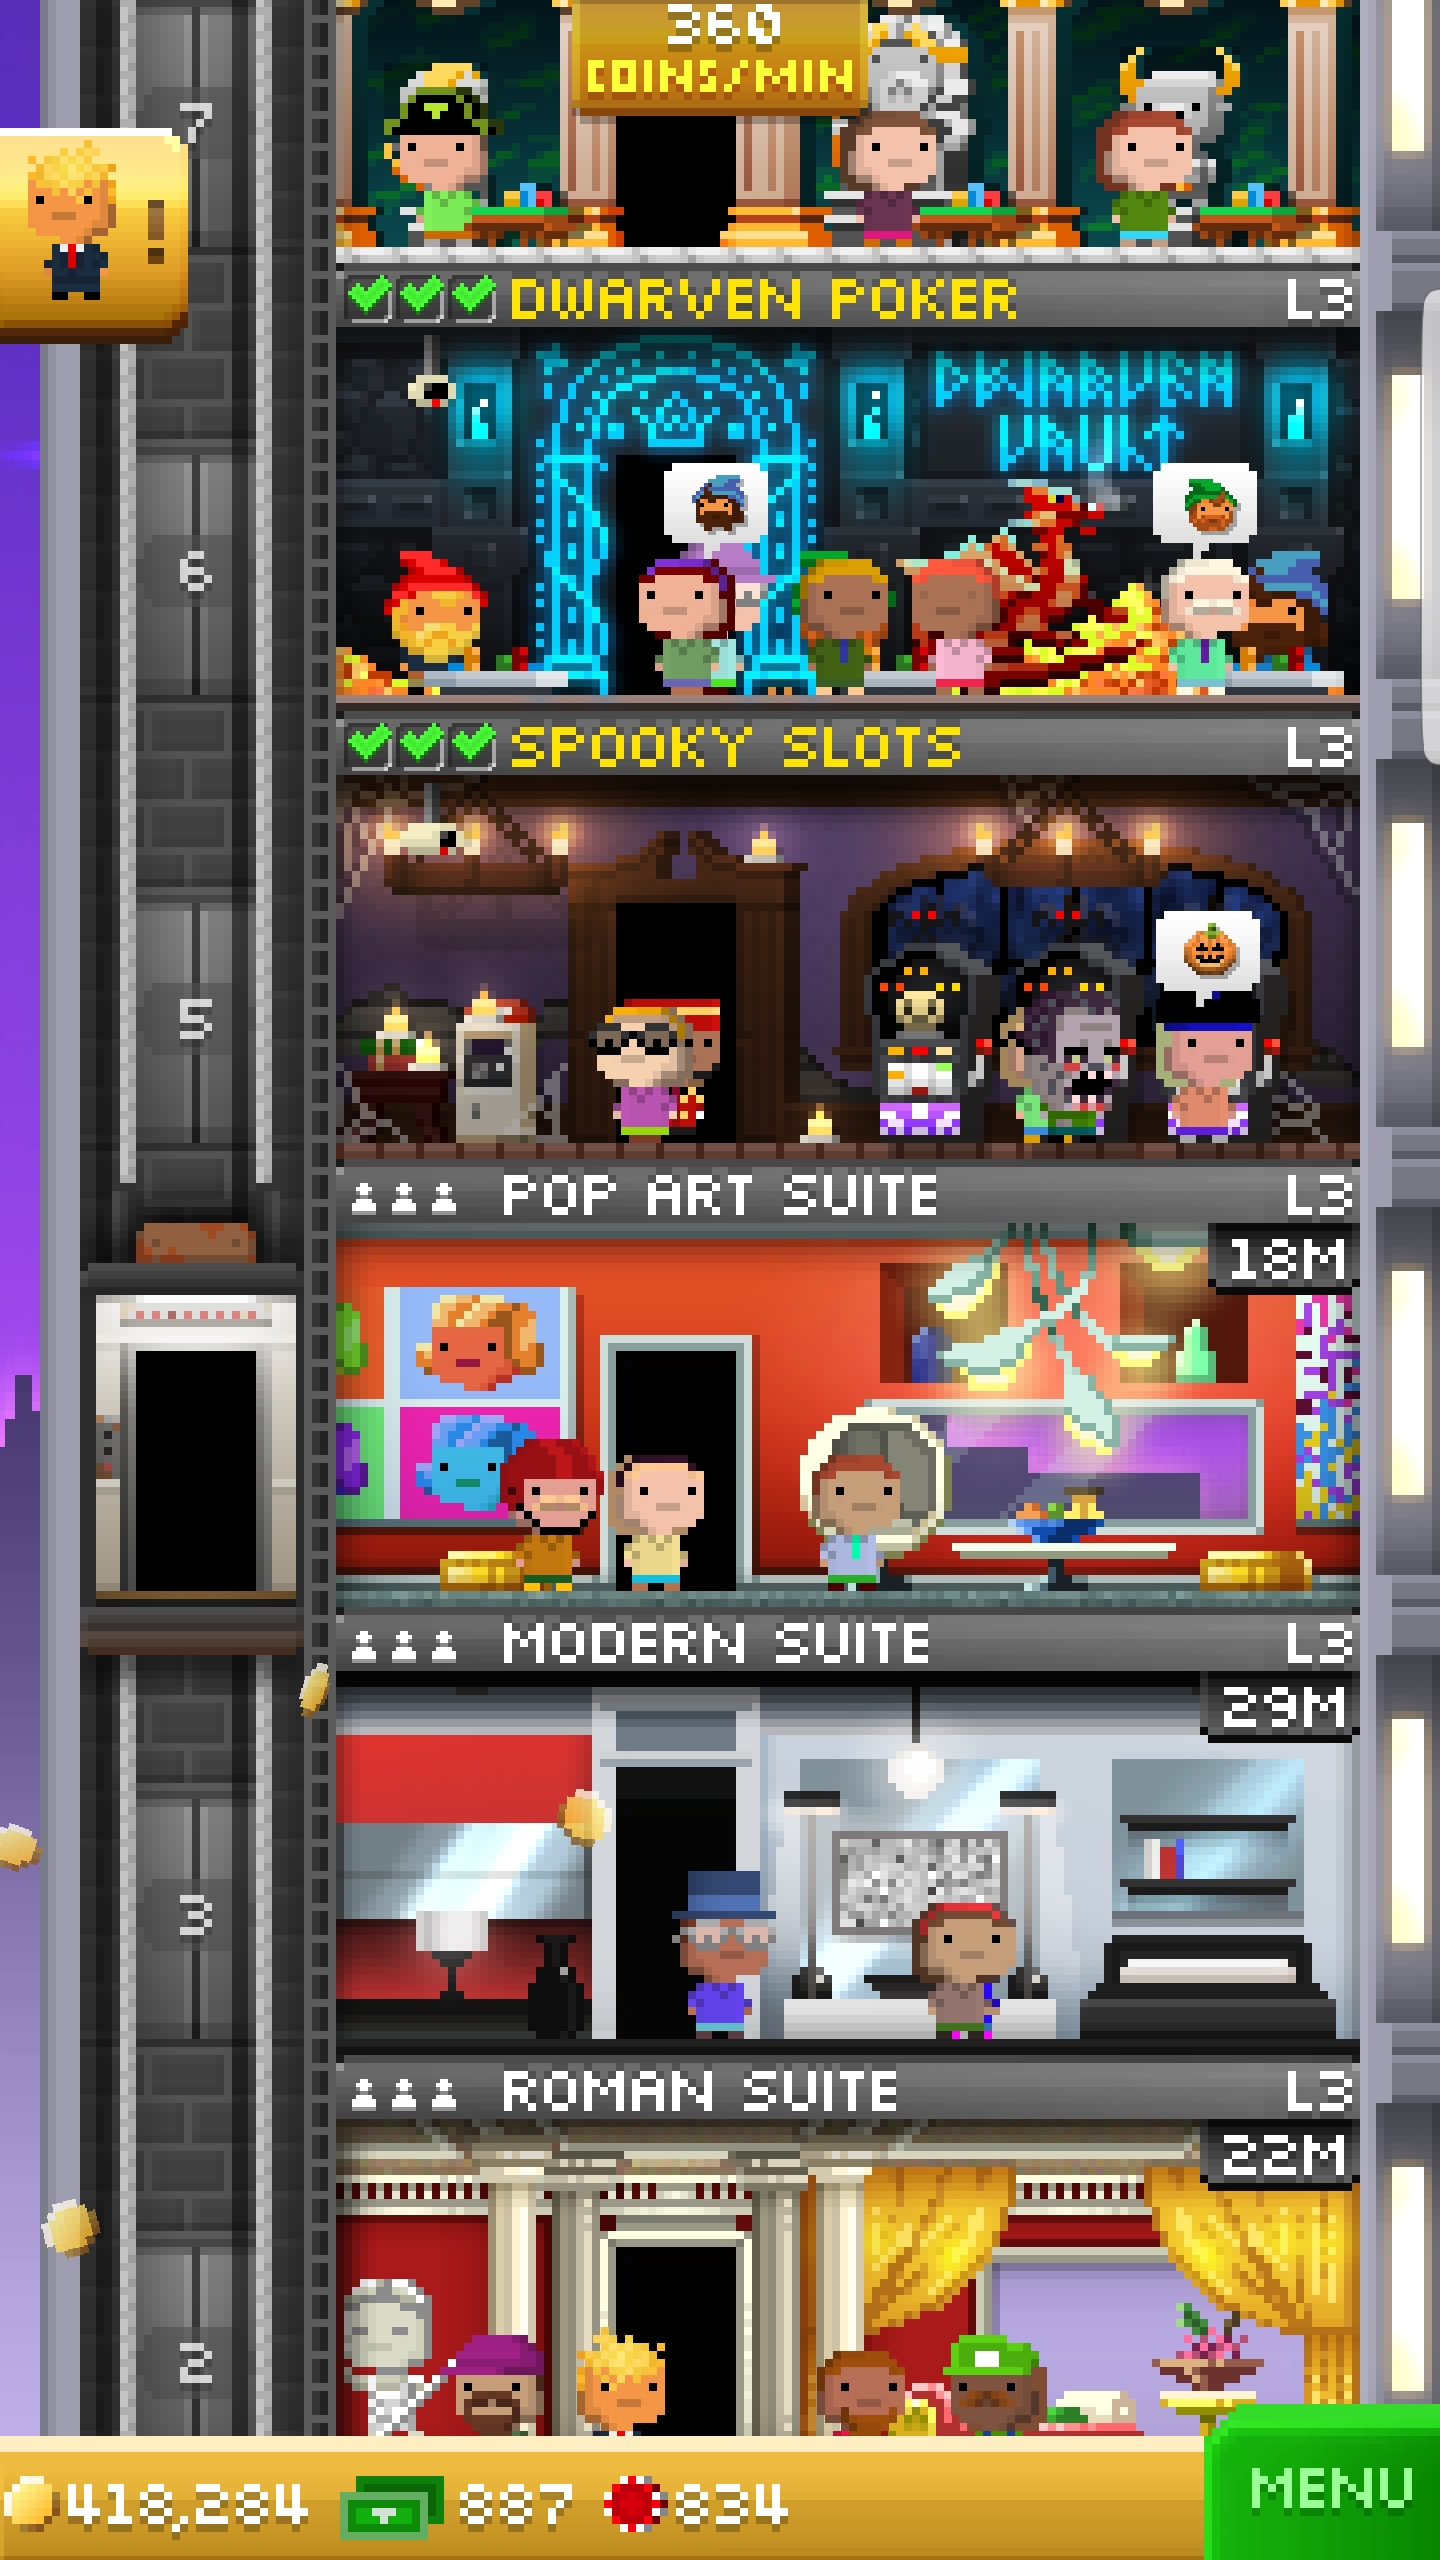 360
COINS/MIN
7
!
DWARVEN POKER L3
DWARVEN
VAULT
6
SPOOKY SLOTS L3
5
POP ART SUITE L3
18M
MODERN SUITE L3
29M
3
ROMAN SUITE L3
22M
2
418,284 887 834
MENU